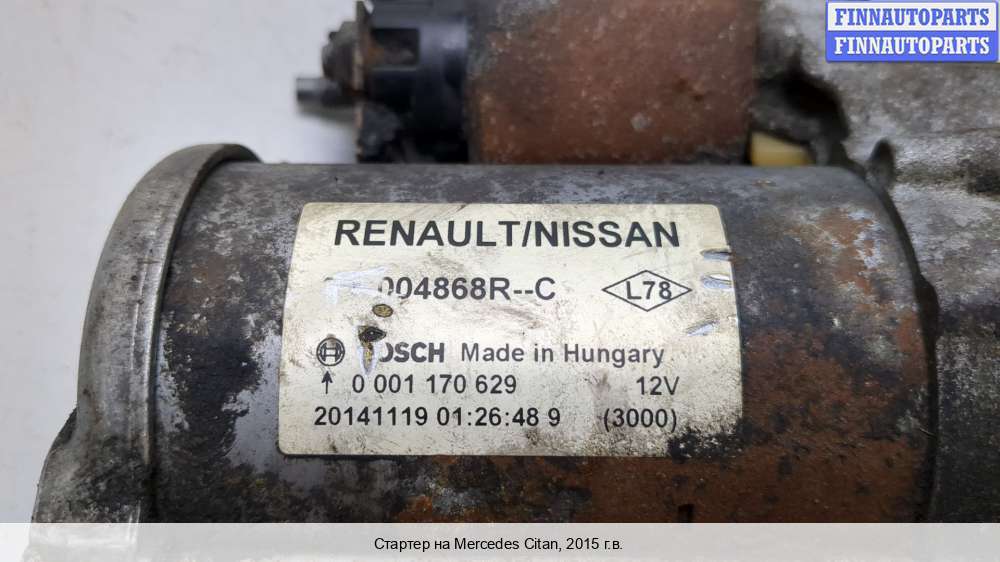 FINNAUTOPARTS
FINNAUTOPARTS
RENAULT/NISSAN
004868R--C L78
BOSCH Made in Hungary
0 001 170 629 12V
20141119 01:26:48 9 (3000)
Стартер на Mercedes Citan, 2015 г.в.